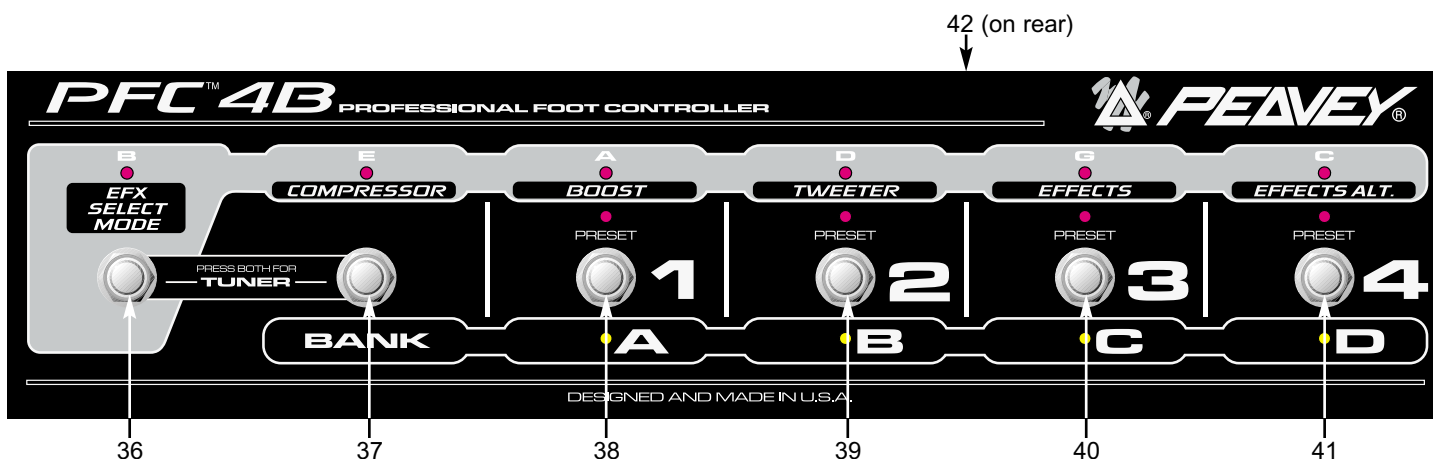 42 (on rear)
PFC™ 4B PROFESSIONAL FOOT CONTROLLER
PEAVEY®
B E A D G C
EFX SELECT MODE
COMPRESSOR BOOST TWEETER EFFECTS EFFECTS ALT.
PRESET PRESET PRESET PRESET
PRESS BOTH FOR
TUNER
1 2 3 4
BANK A B C D
DESIGNED AND MADE IN U.S.A.
36 37 38 39 40 41